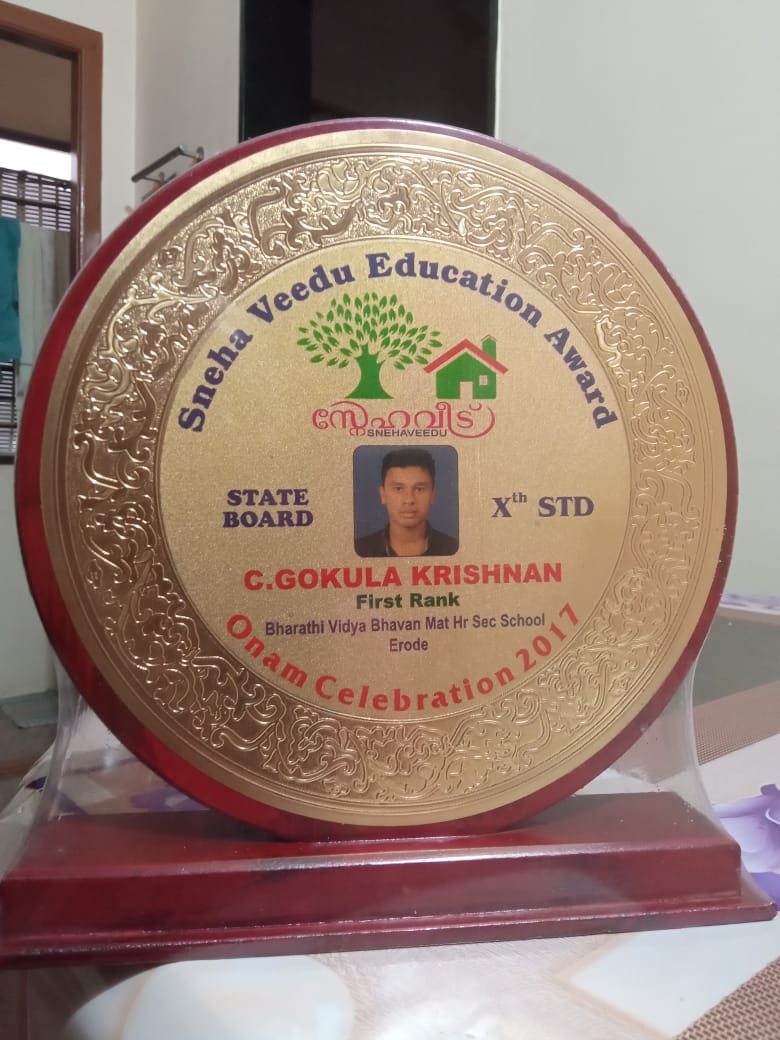 Sneha Veedu Education Award
സ്നേഹവീട്
SNEHAVEEDU
STATE
BOARD
Xth STD
C.GOKULA KRISHNAN
First Rank
Bharathi Vidya Bhavan Mat Hr Sec School
Erode
Onam Celebration 2017